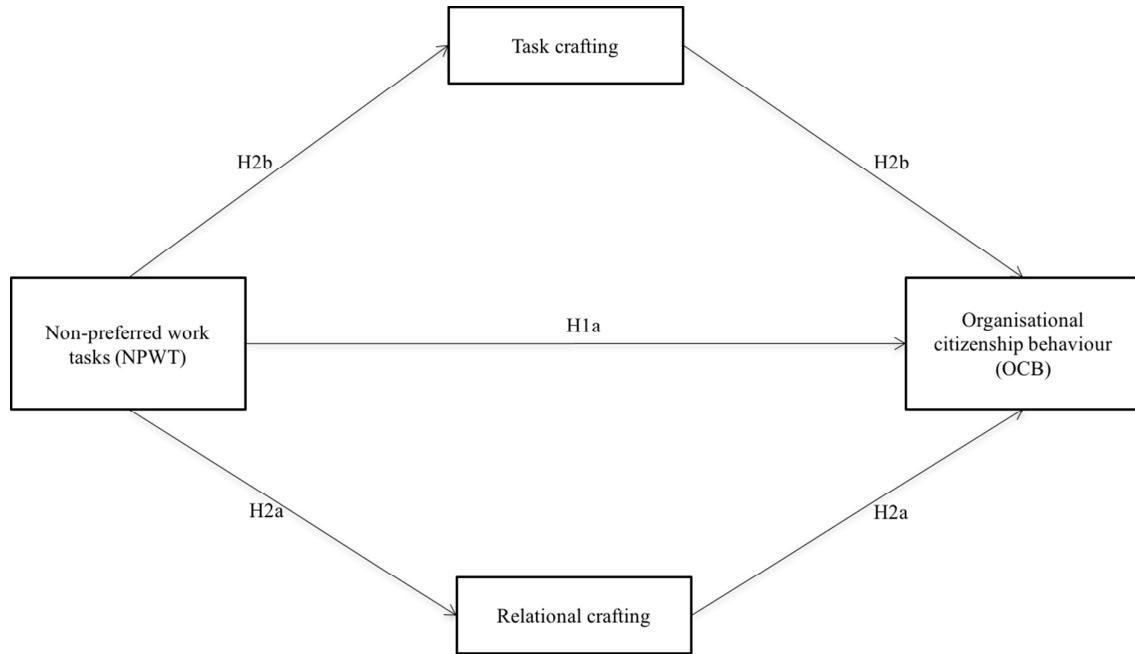 Task crafting
H2b
H2b
Non-preferred work
tasks (NPWT)
H1a
Organisational
citizenship behaviour
(OCB)
H2a
H2a
Relational crafting